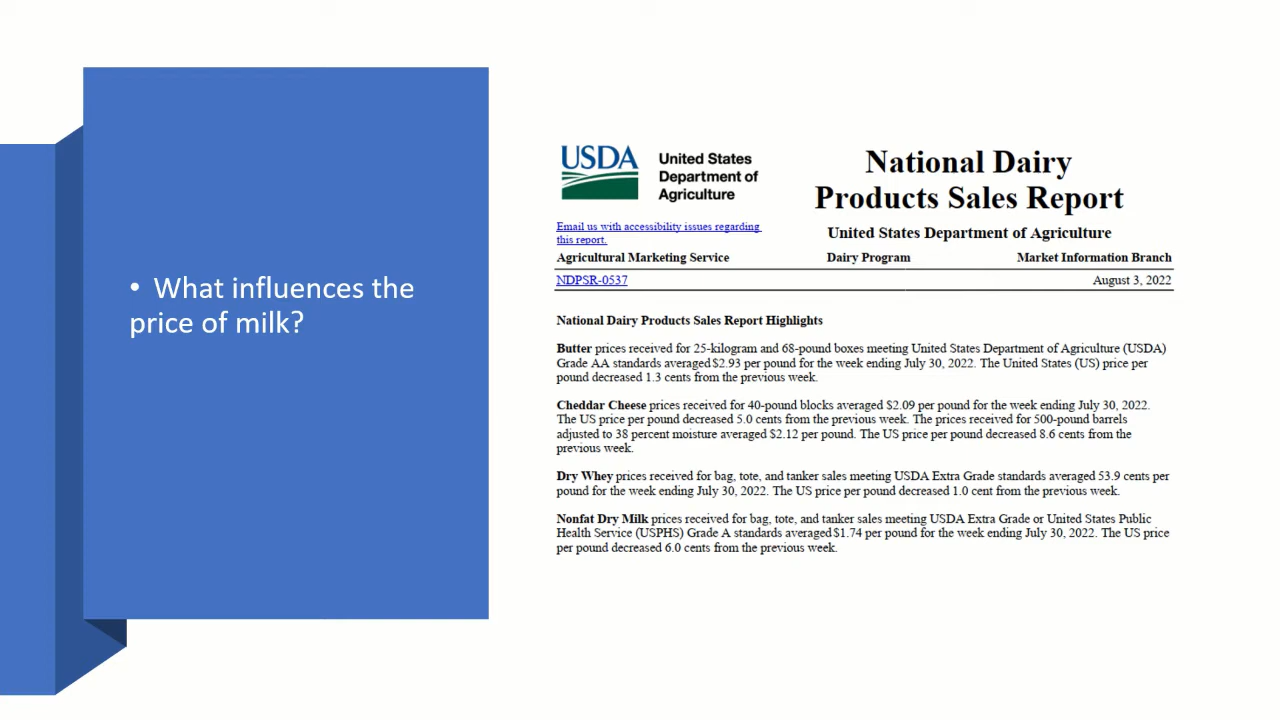 • What influences the
price of milk?
USDA
United States
Department of
Agriculture
National Dairy
Products Sales Report
Email us with accessibility issues regarding
this report.
United States Department of Agriculture
Agricultural Marketing Service Dairy Program Market Information Branch
NDPSR-0537 August 3, 2022
National Dairy Products Sales Report Highlights
Butter prices received for 25-kilogram and 68-pound boxes meeting United States Department of Agriculture (USDA)
Grade AA standards averaged $2.93 per pound for the week ending July 30, 2022. The United States (US) price per
pound decreased 1.3 cents from the previous week.
Cheddar Cheese prices received for 40-pound blocks averaged $2.09 per pound for the week ending July 30, 2022.
The US price per pound decreased 5.0 cents from the previous week. The prices received for 500-pound barrels
adjusted to 38 percent moisture averaged $2.12 per pound. The US price per pound decreased 8.6 cents from the
previous week.
Dry Whey prices received for bag, tote, and tanker sales meeting USDA Extra Grade standards averaged 53.9 cents per
pound for the week ending July 30, 2022. The US price per pound decreased 1.0 cent from the previous week.
Nonfat Dry Milk prices received for bag, tote, and tanker sales meeting USDA Extra Grade or United States Public
Health Service (USPHS) Grade A standards averaged $1.74 per pound for the week ending July 30, 2022. The US price
per pound decreased 6.0 cents from the previous week.